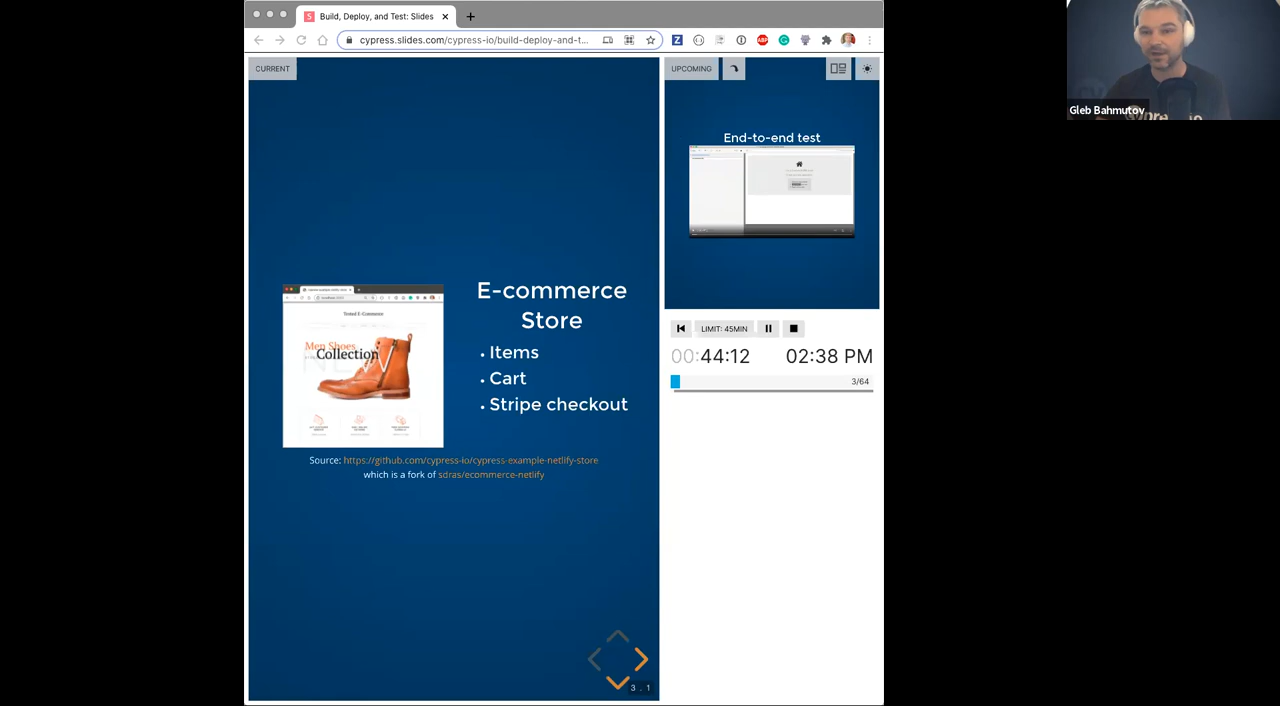 Build, Deploy, and Test: Slides
cypress.slides.com/cypress-io/build-deploy-and-t...
CURRENT
UPCOMING
Gleb Bahmutov
End-to-end test
E-commerce
Store
• Items
• Cart
• Stripe checkout
Tested E-Commerce
Men Shoes
Collection
Source: https://github.com/cypress-io/cypress-example-netlify-store
which is a fork of sdras/ecommerce-netlify
LIMIT: 45MIN
00:44:12
02:38 PM
3/64
3 . 1